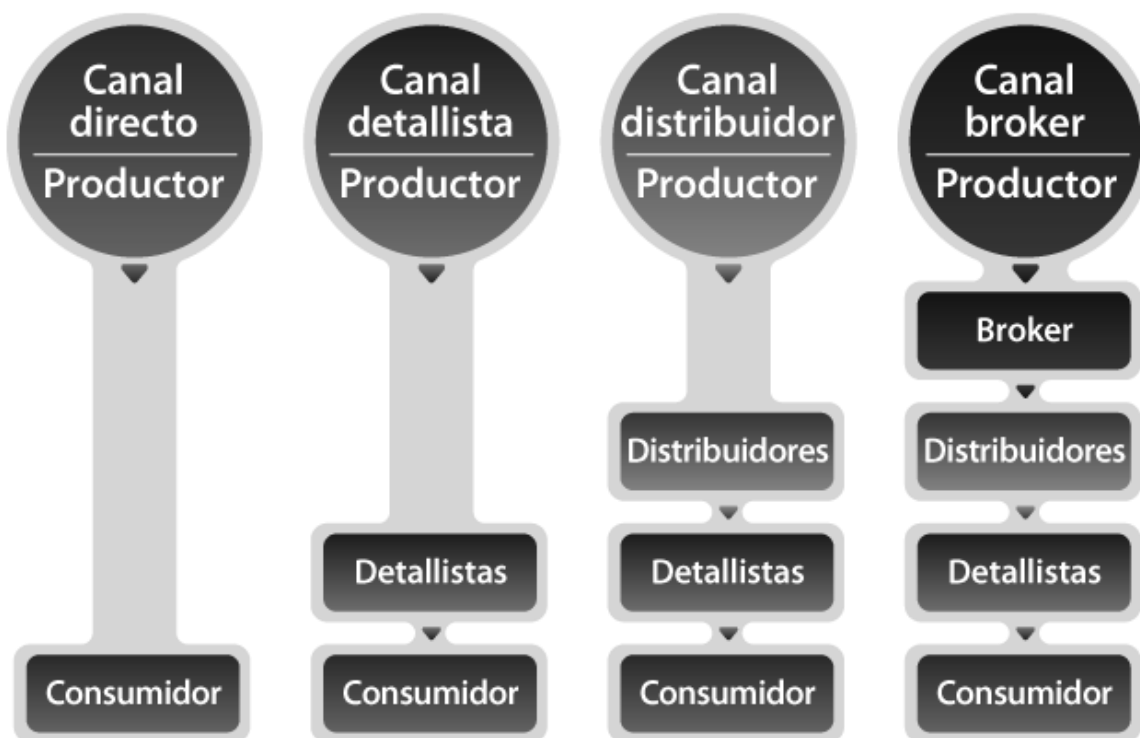 Canal
directo
Productor
Consumidor
Canal
detallista
Productor
Detallistas
Consumidor
Canal
distribuidor
Productor
Distribuidores
Detallistas
Consumidor
Canal
broker
Productor
Broker
Distribuidores
Detallistas
Consumidor